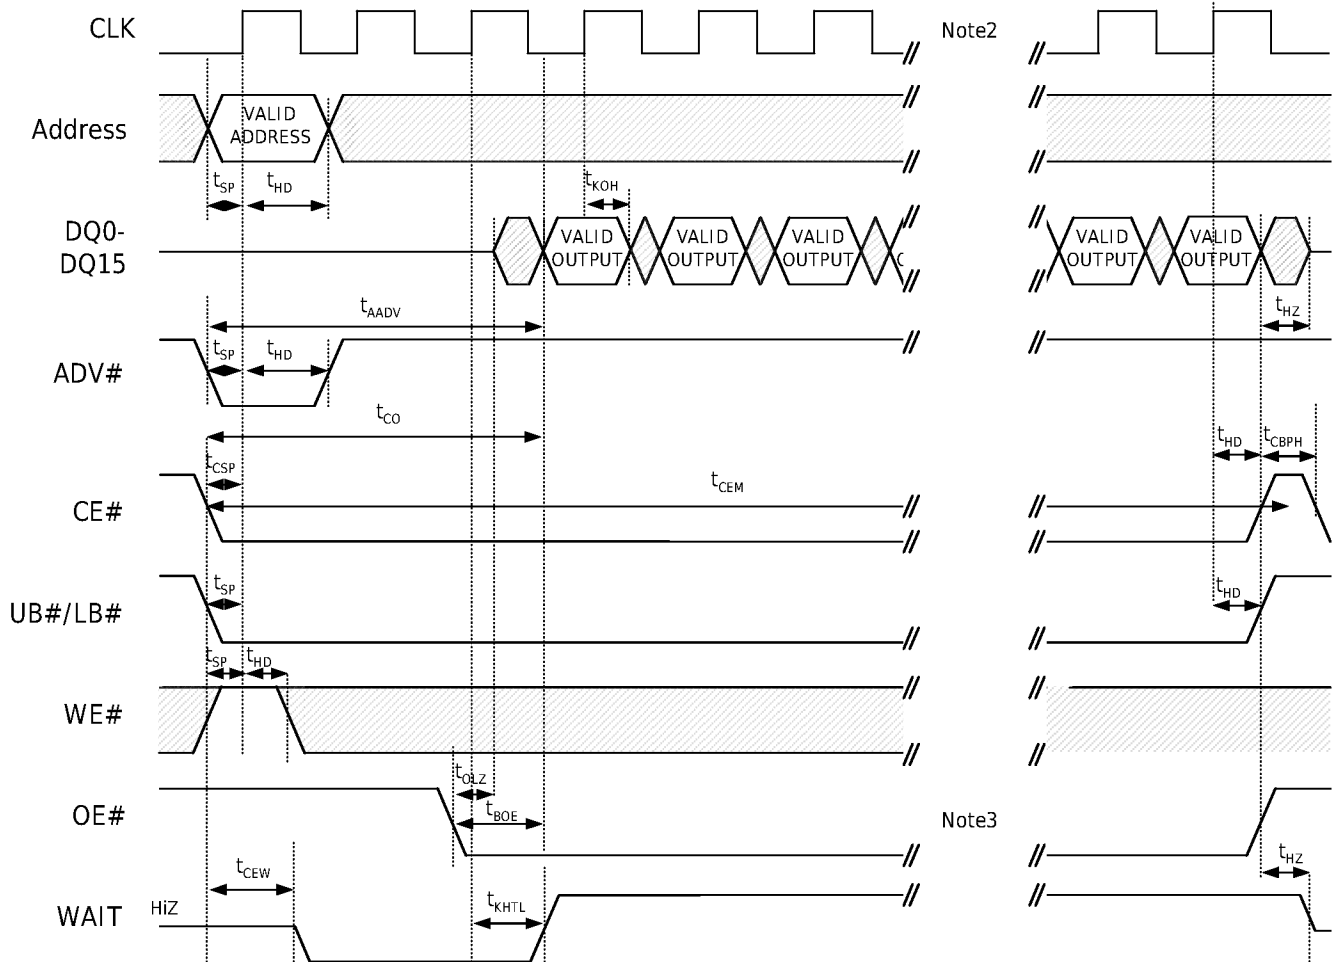 CLK
Note2
Address
VALID
ADDRESS
tSP
tHD
tKOH
DQ0-
DQ15
VALID
OUTPUT
VALID
OUTPUT
VALID
OUTPUT
VALID
OUTPUT
VALID
OUTPUT
tAADV
tHZ
ADV#
tSP
tHD
tCO
tHD
tCBPH
tCSP
tCEM
CE#
UB#/LB#
tSP
tHD
tSP
tHD
WE#
tOLZ
OE#
tBOE
Note3
tCEW
tHZ
WAIT
HiZ
tKHTL